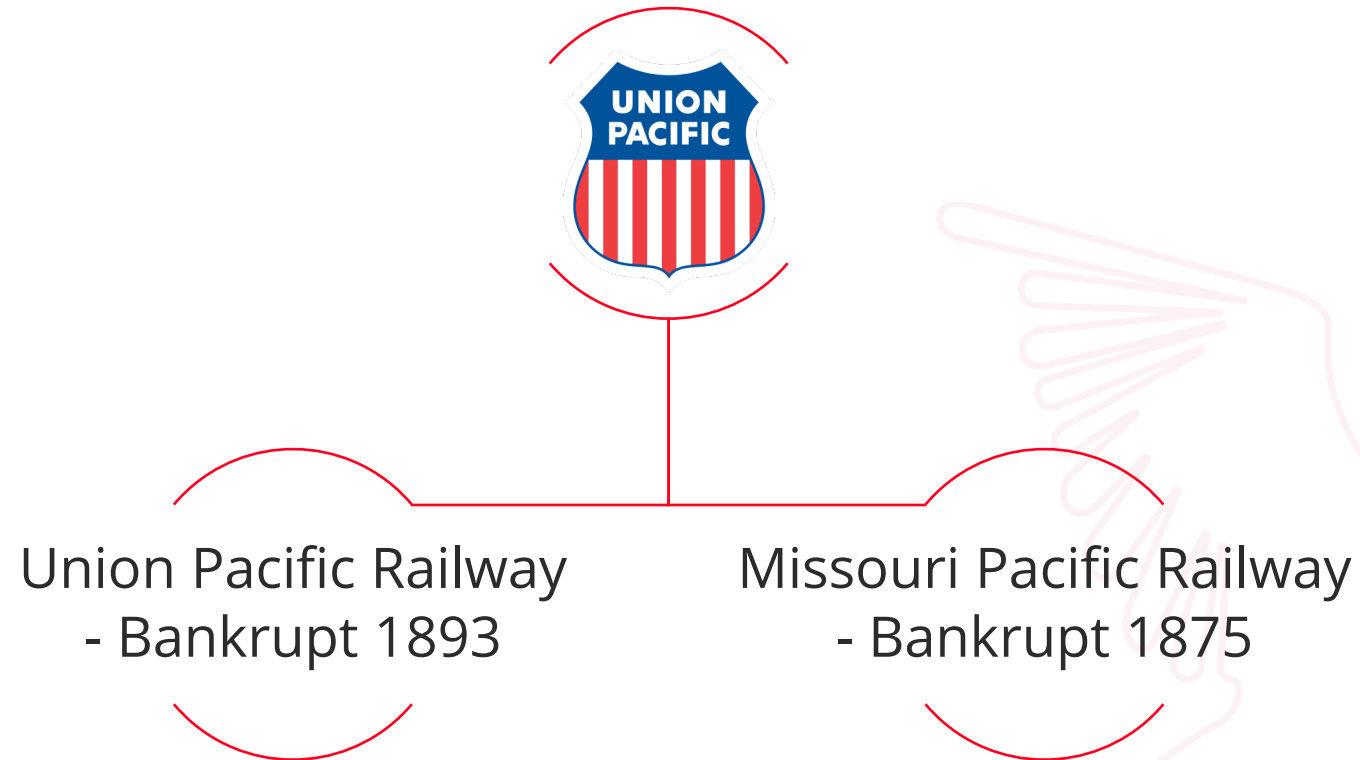 UNION
PACIFIC
Union Pacific Railway
- Bankrupt 1893
Missouri Pacific Railway
- Bankrupt 1875